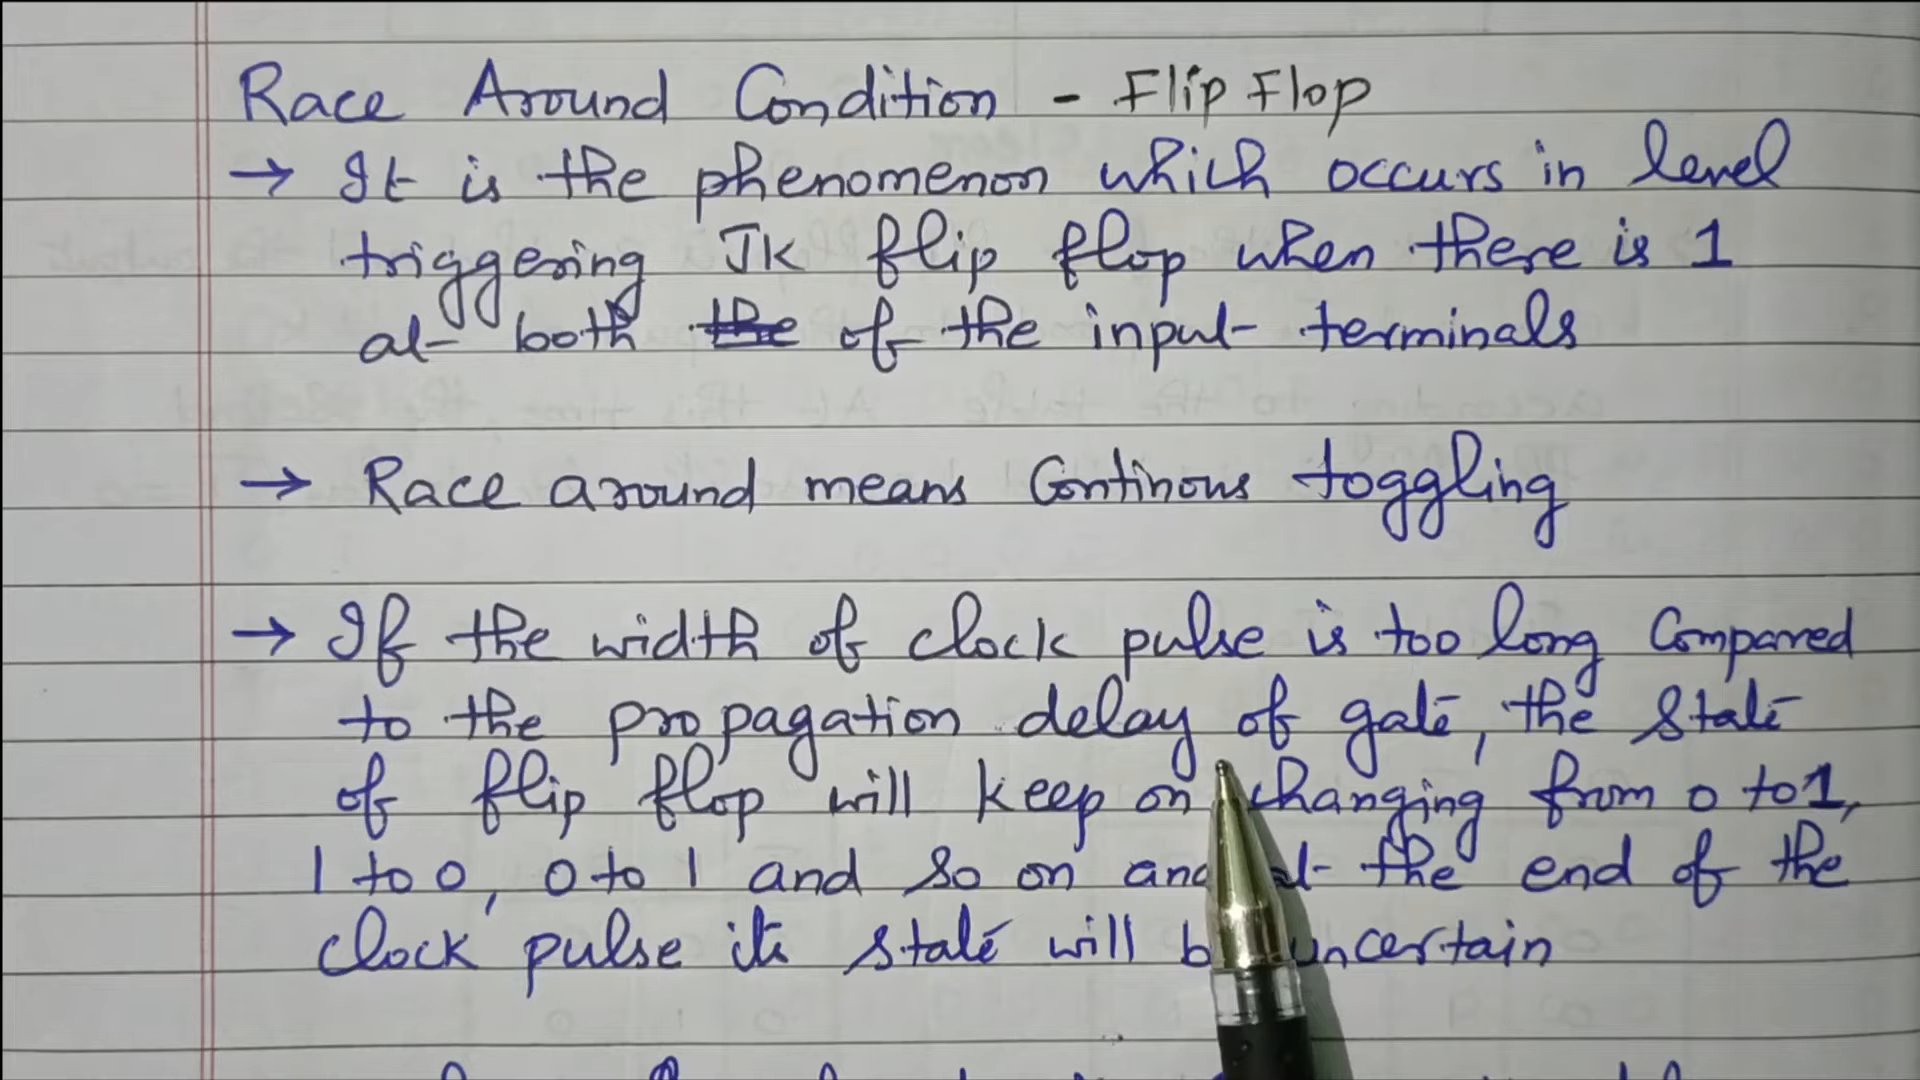 Race Around Condition - Flip Flop
→ It is the phenomenon which occurs in level
triggering JK flip flop when there is 1
at both of the input terminals
→ Race around means Continous toggling
→ If the width of clock pulse is too long Compared
to the propagation delay of gate, the state
of flip flop will keep on changing from 0 to 1,
1 to 0, 0 to 1 and so on and at the end of the
clock pulse its state will be uncertain